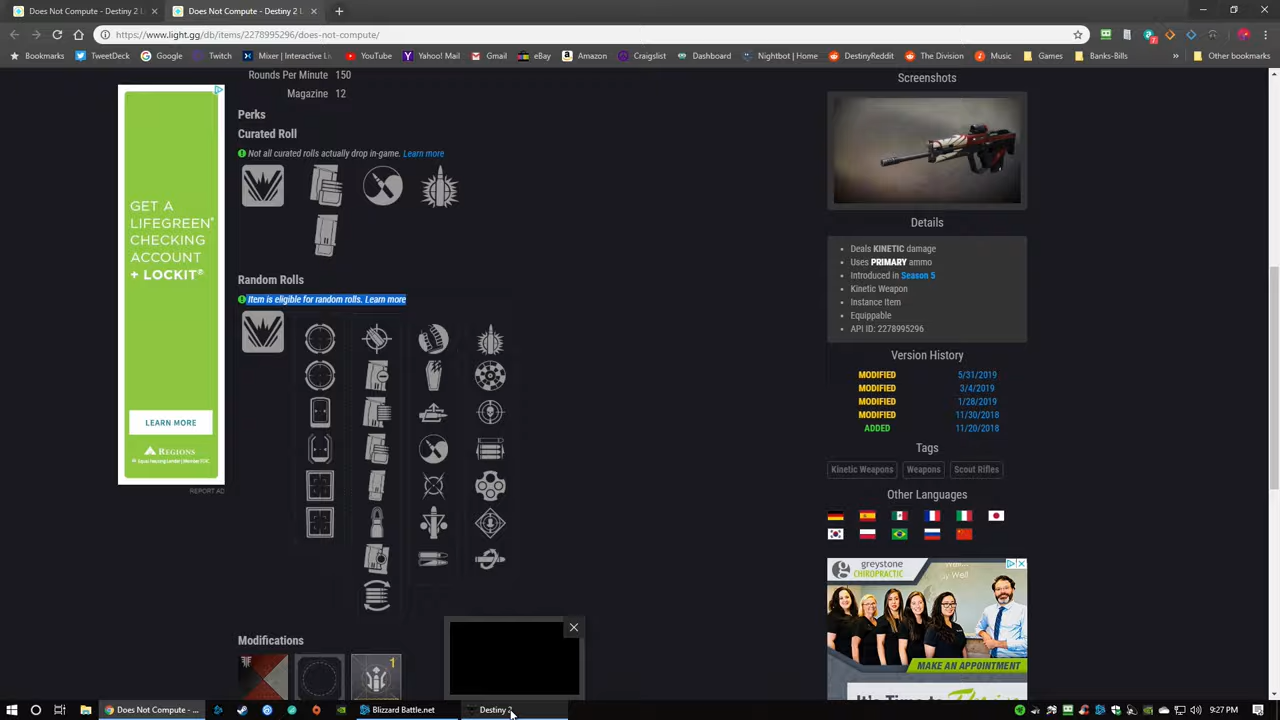 Does Not Compute - Destiny 2 L
Does Not Compute - Destiny 2 L
https://www.light.gg/db/items/2278995296/does-not-compute/
Bookmarks TweetDeck Google Twitch Mixer | Interactive Li YouTube Yahoo! Mail Gmail eBay Amazon Craigslist Dashboard Nightbot | Home DestinyReddit The Division Music Games Banks-Bills » Other bookmarks
Rounds Per Minute 150
Magazine 12
Perks
Curated Roll
Not all curated rolls actually drop in-game. Learn more
Random Rolls
Item is eligible for random rolls. Learn more
Modifications
1
GET A
LIFEGREEN®
CHECKING
ACCOUNT
+ LOCKIT®
LEARN MORE
REGIONS
REPORT AD
Screenshots
Details
Deals KINETIC damage
Uses PRIMARY ammo
Introduced in Season 5
Kinetic Weapon
Instance Item
Equippable
API ID: 2278995296
Version History
MODIFIED 5/31/2019
MODIFIED 3/4/2019
MODIFIED 1/28/2019
MODIFIED 11/30/2018
ADDED 11/20/2018
Tags
Kinetic Weapons Weapons Scout Rifles
Other Languages
greystone
CHIROPRACTIC
MAKE AN APPOINTMENT
Does Not Compute - ... Blizzard Battle.net Destiny 2 9:27 PM